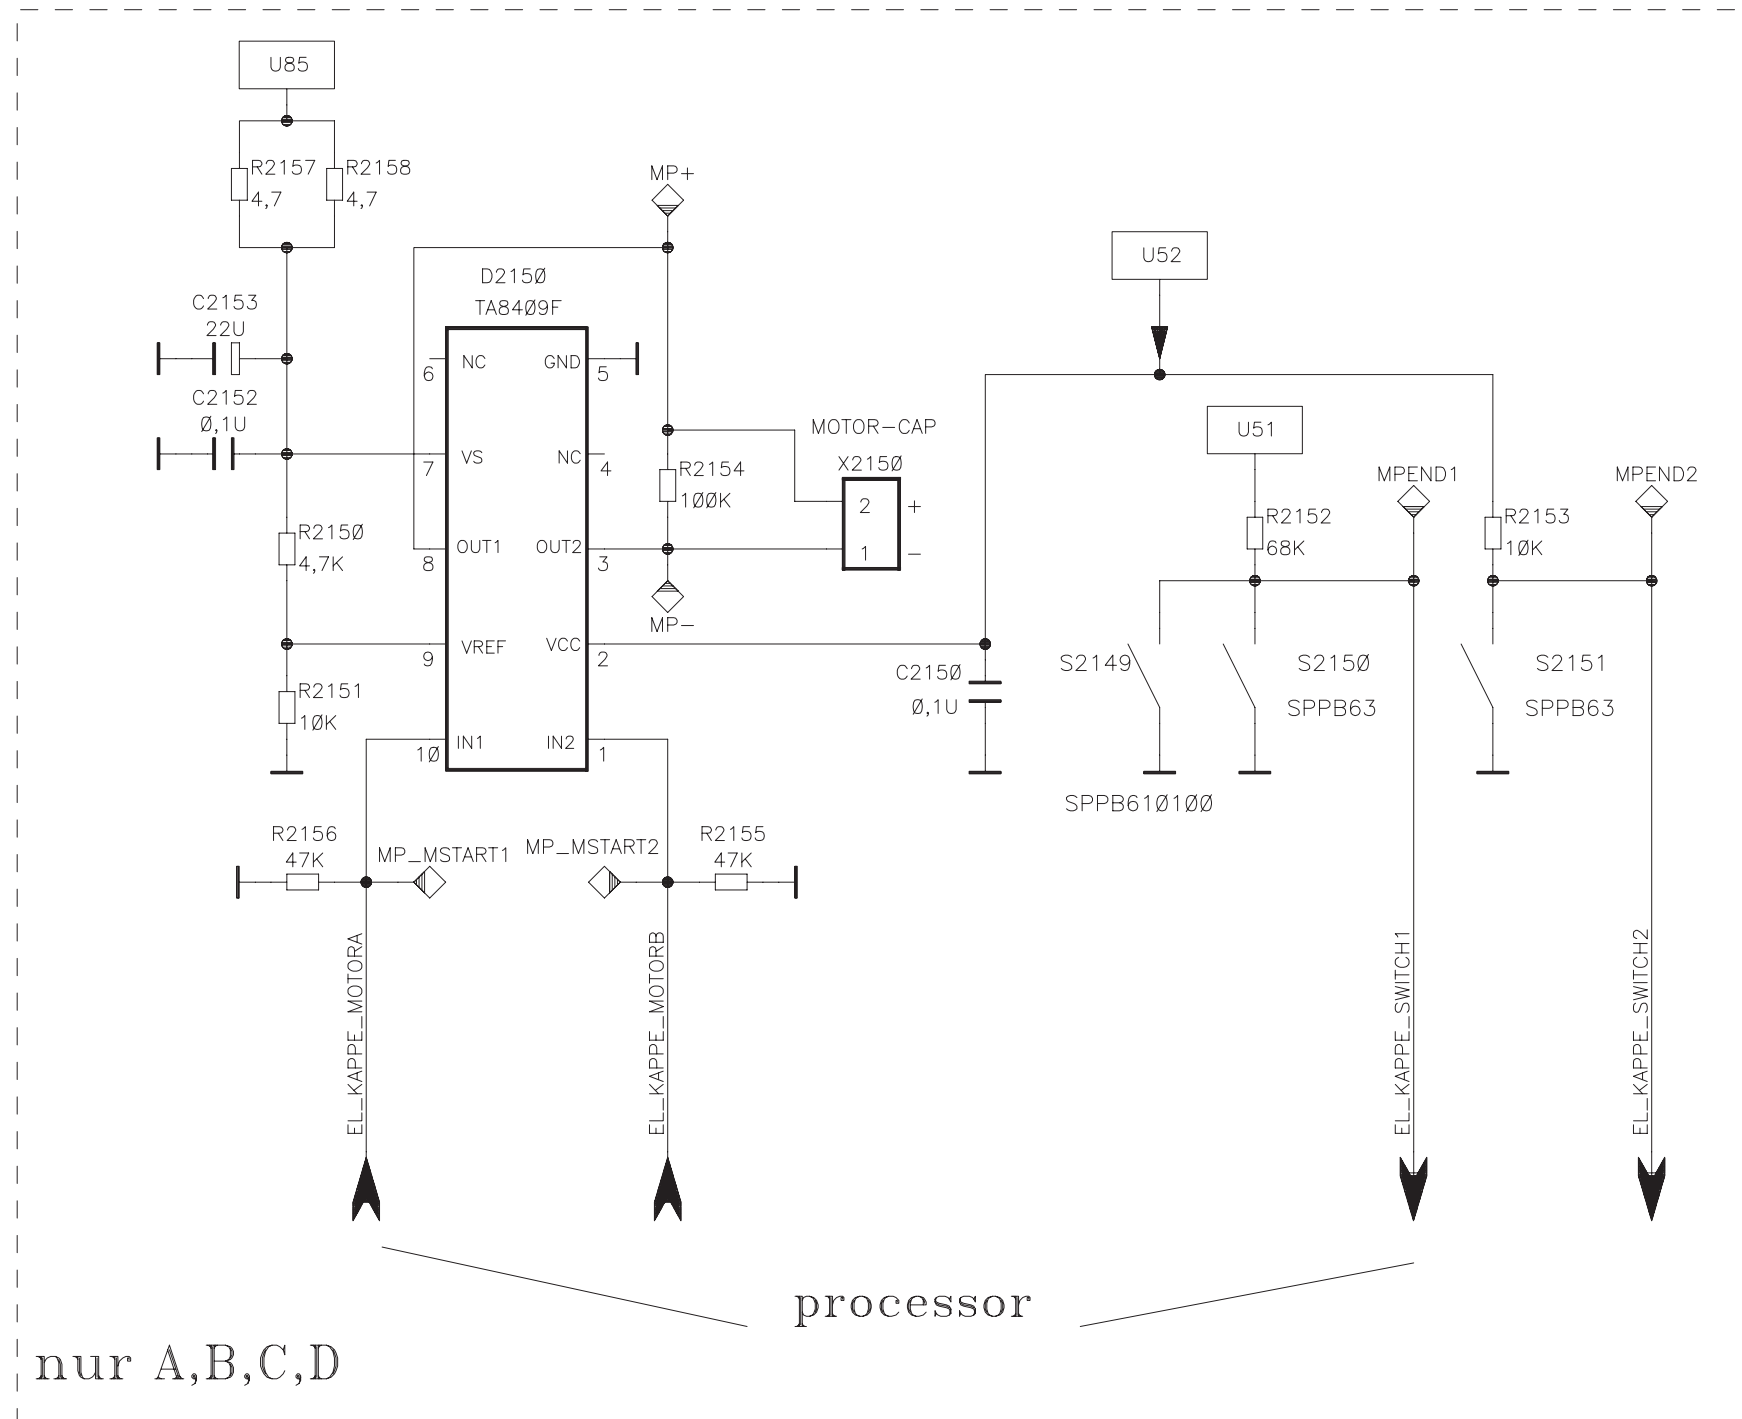 U85
R2157
4,7
R2158
4,7
MP+
U52
D215Ø
TA84Ø9F
C2153
22U
NC
6
GND
5
C2152
Ø,1U
U51
MOTOR-CAP
VS
7
NC
4
R2154
1ØØK
X215Ø
2
+
1
-
MPEND1
MPEND2
R2152
68K
R2153
1ØK
R215Ø
4,7K
OUT1
8
OUT2
3
MP-
VREF
9
VCC
2
C215Ø
Ø,1U
S2149
S215Ø
SPPB63
S2151
SPPB63
R2151
1ØK
IN1
1Ø
IN2
1
SPPB61Ø1ØØ
R2156
47K
MP_MSTART1
MP_MSTART2
R2155
47K
EL_KAPPE_MOTORA
EL_KAPPE_MOTORB
EL_KAPPE_SWITCH1
EL_KAPPE_SWITCH2
processor
nur A,B,C,D